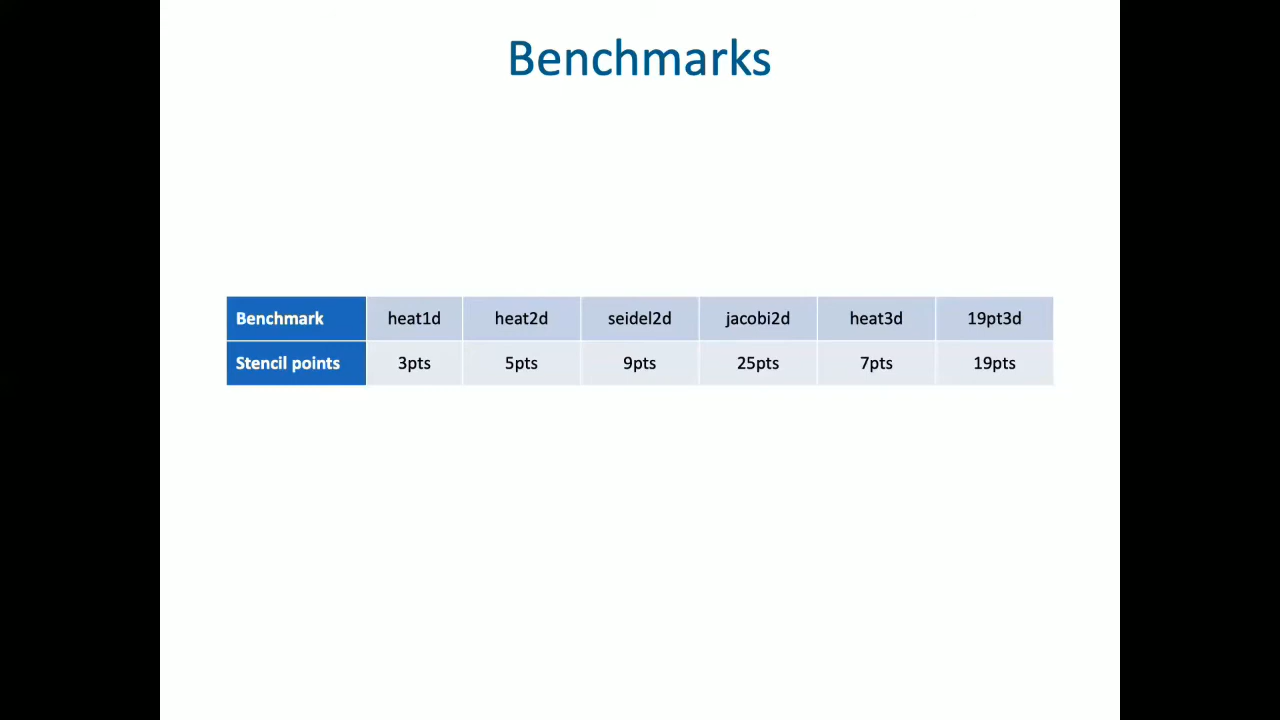 Benchmarks
Benchmark heat1d heat2d seidel2d jacobi2d heat3d 19pt3d
Stencil points 3pts 5pts 9pts 25pts 7pts 19pts